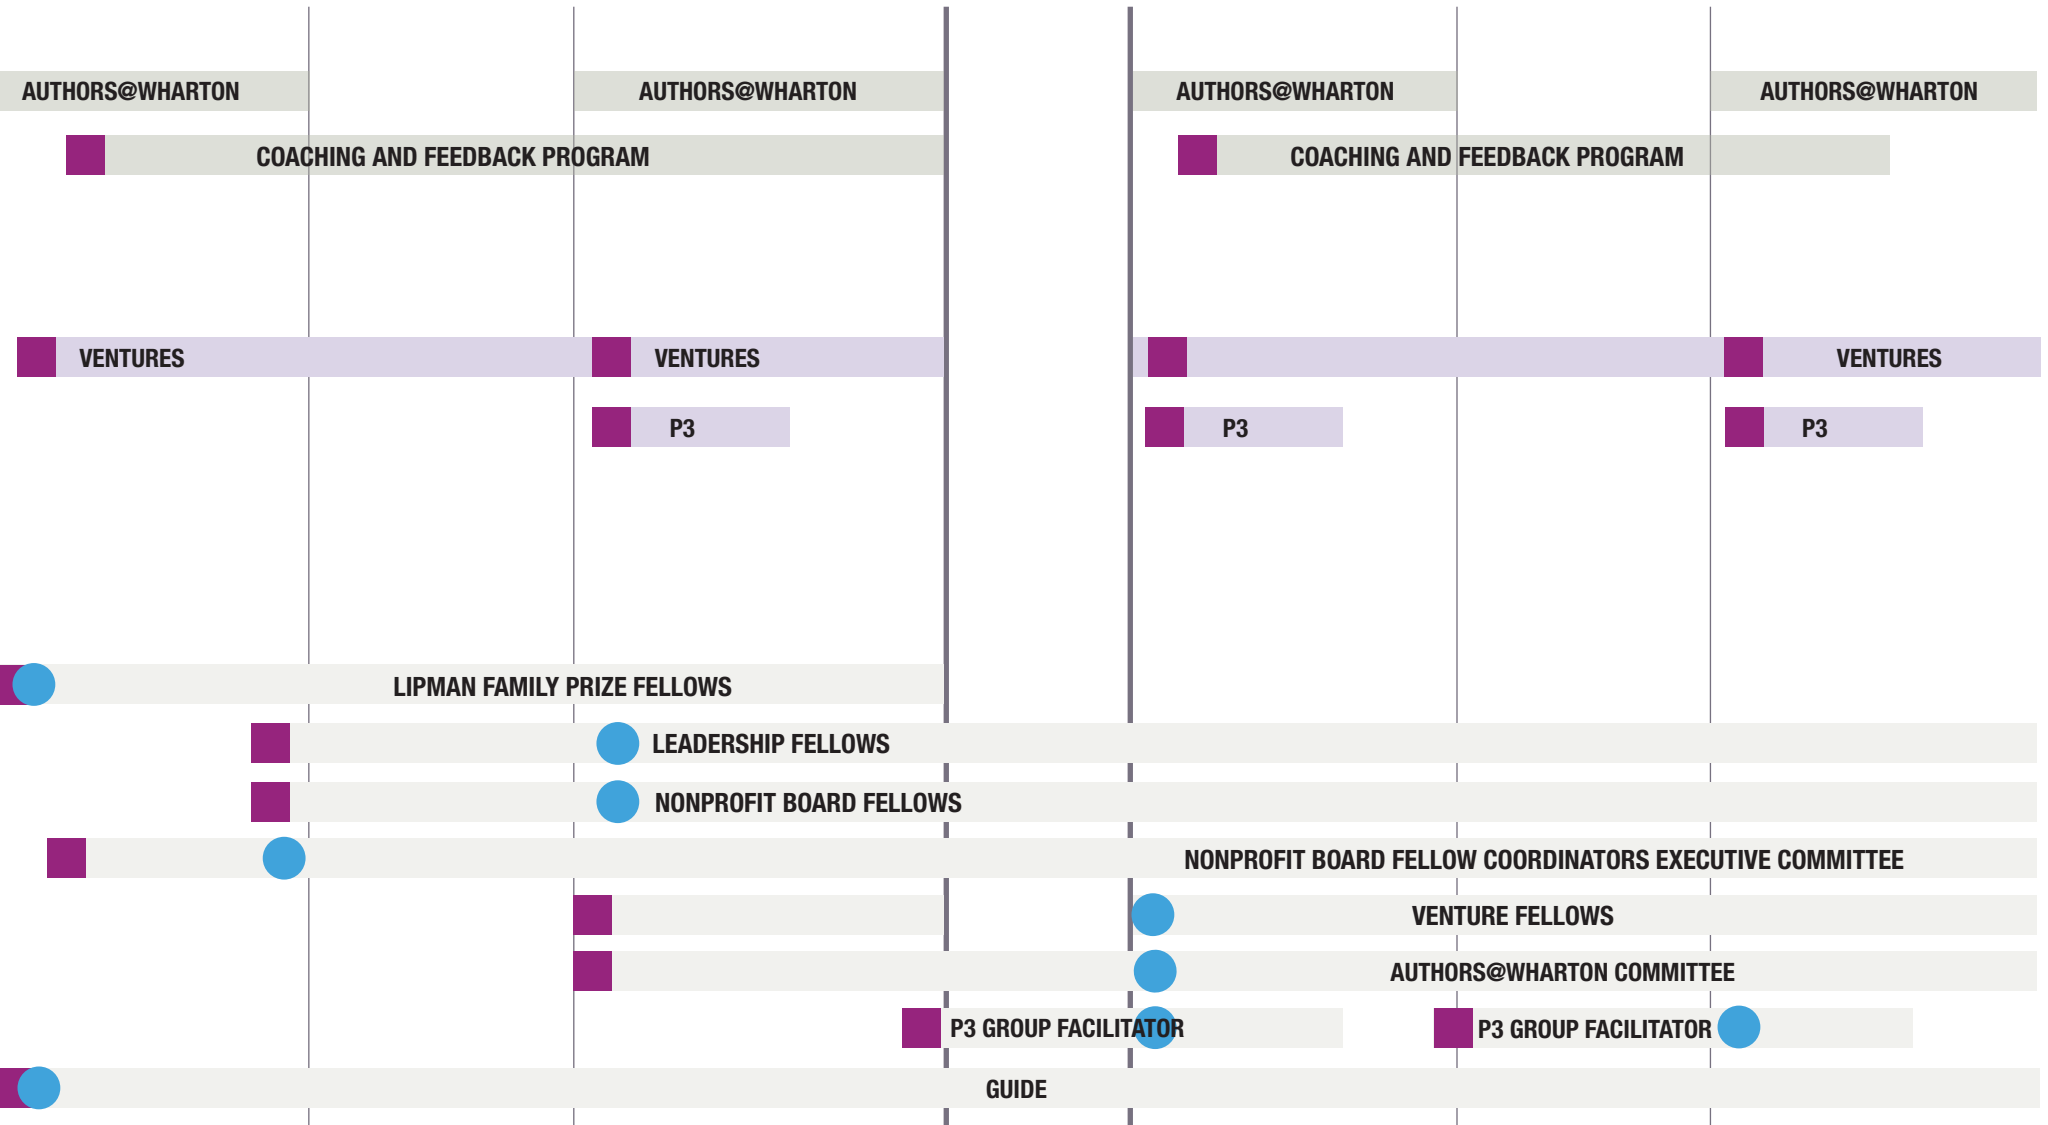 AUTHORS@WHARTON
AUTHORS@WHARTON
AUTHORS@WHARTON
AUTHORS@WHARTON
COACHING AND FEEDBACK PROGRAM
COACHING AND FEEDBACK PROGRAM
VENTURES
VENTURES
VENTURES
P3
P3
P3
LIPMAN FAMILY PRIZE FELLOWS
LEADERSHIP FELLOWS
NONPROFIT BOARD FELLOWS
NONPROFIT BOARD FELLOW COORDINATORS EXECUTIVE COMMITTEE
VENTURE FELLOWS
AUTHORS@WHARTON COMMITTEE
P3 GROUP FACILITATOR
P3 GROUP FACILITATOR
GUIDE